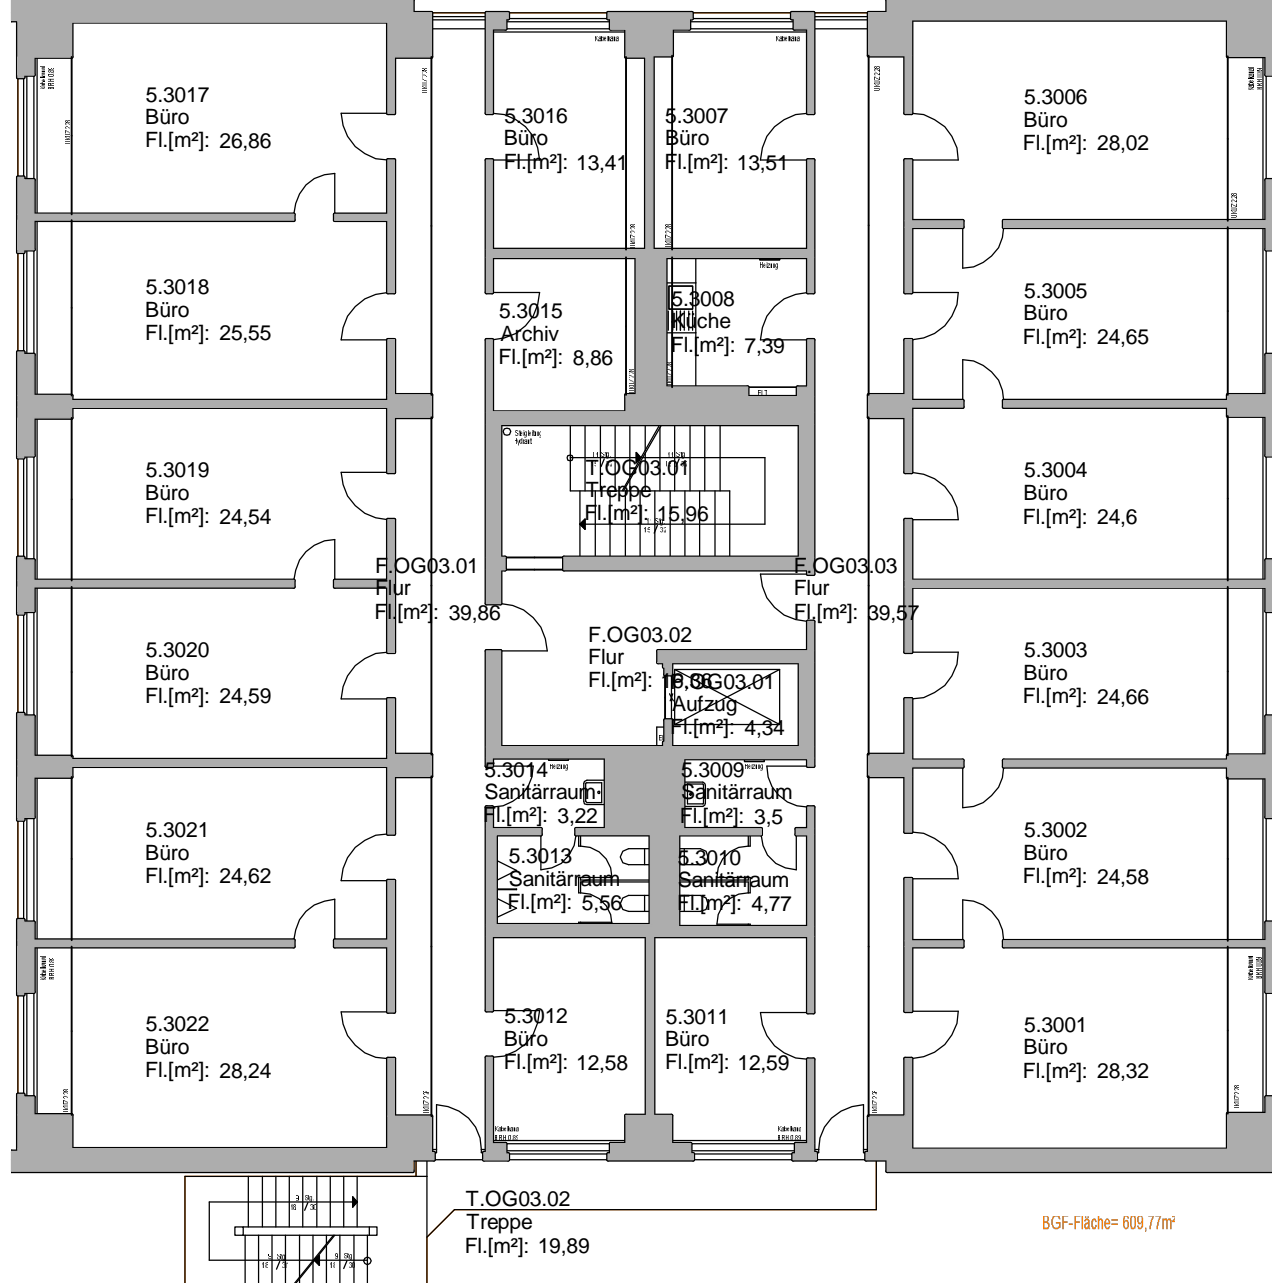 5.3017
Büro
Fl.[m²]: 26,86
5.3016
Büro
Fl.[m²]: 13,41
5.3007
Büro
Fl.[m²]: 13,51
5.3006
Büro
Fl.[m²]: 28,02
5.3018
Büro
Fl.[m²]: 25,55
5.3015
Archiv
Fl.[m²]: 8,86
Heizung
5.3008
Küche
Fl.[m²]: 7,39
5.3005
Büro
Fl.[m²]: 24,65
5.3019
Büro
Fl.[m²]: 24,54
Steigleitung
T.OG03.01
Treppe
Fl.[m²]: 15,96
5.3004
Büro
Fl.[m²]: 24,6
F.OG03.01
Flur
Fl.[m²]: 39,86
F.OG03.03
Flur
Fl.[m²]: 39,57
F.OG03.02
Flur
Fl.[m²]:
5.3020
Büro
Fl.[m²]: 24,59
OG03.01
Aufzug
Fl.[m²]: 4,34
5.3003
Büro
Fl.[m²]: 24,66
5.3014
Sanitärraum
Fl.[m²]: 3,22
Heizung
5.3009
Sanitärraum
Fl.[m²]: 3,5
Heizung
5.3021
Büro
Fl.[m²]: 24,62
5.3013
Sanitärraum
Fl.[m²]: 5,56
5.3010
Sanitärraum
Fl.[m²]: 4,77
5.3002
Büro
Fl.[m²]: 24,58
5.3022
Büro
Fl.[m²]: 28,24
5.3012
Büro
Fl.[m²]: 12,58
5.3011
Büro
Fl.[m²]: 12,59
5.3001
Büro
Fl.[m²]: 28,32
T.OG03.02
Treppe
Fl.[m²]: 19,89
BGF-Fläche= 609,77m²